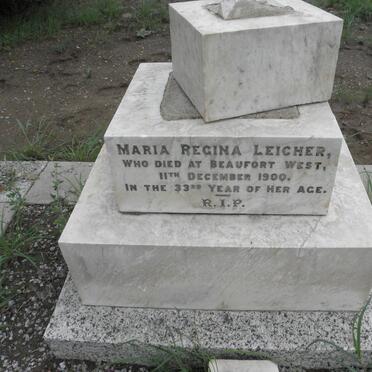 MARIA REGINA LEICHER,
WHO DIED AT BEAUFORT WEST,
11TH DECEMBER 1900.
IN THE 33RD YEAR OF HER AGE.
R.I.P.